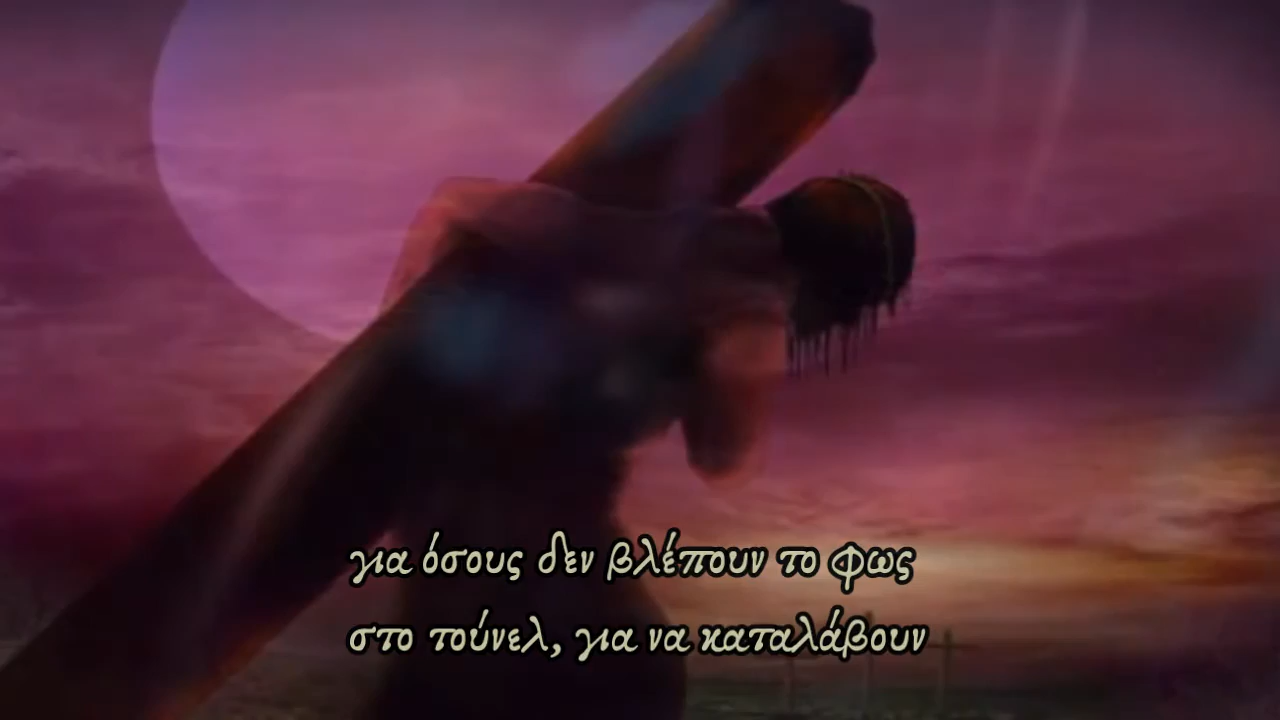 για όσους δεν βλέπουν το φως
στο τούνελ, για να καταλάβουν